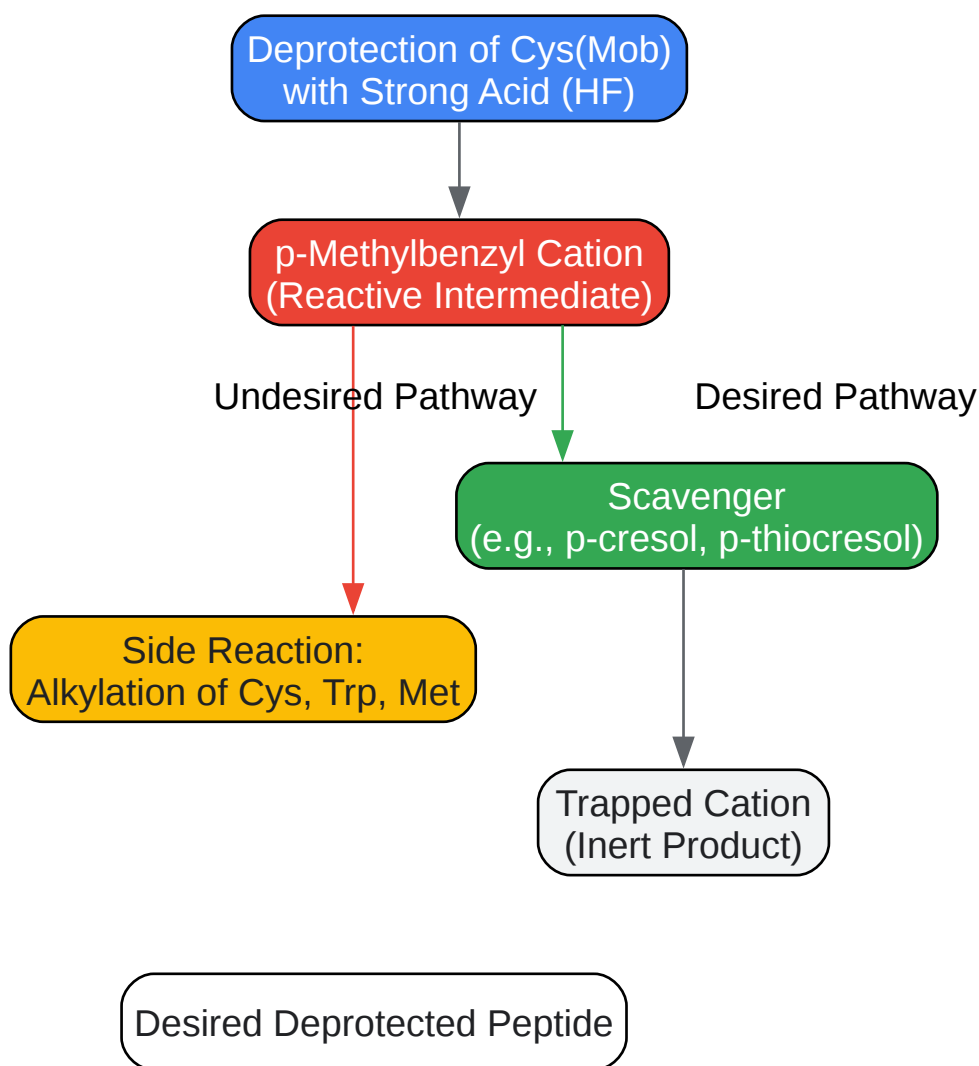 Deprotection of Cys(Mob)
with Strong Acid (HF)
p-Methylbenzyl Cation
(Reactive Intermediate)
Undesired Pathway
Desired Pathway
Scavenger
(e.g., p-cresol, p-thiocresol)
Side Reaction:
Alkylation of Cys, Trp, Met
Trapped Cation
(Inert Product)
Desired Deprotected Peptide